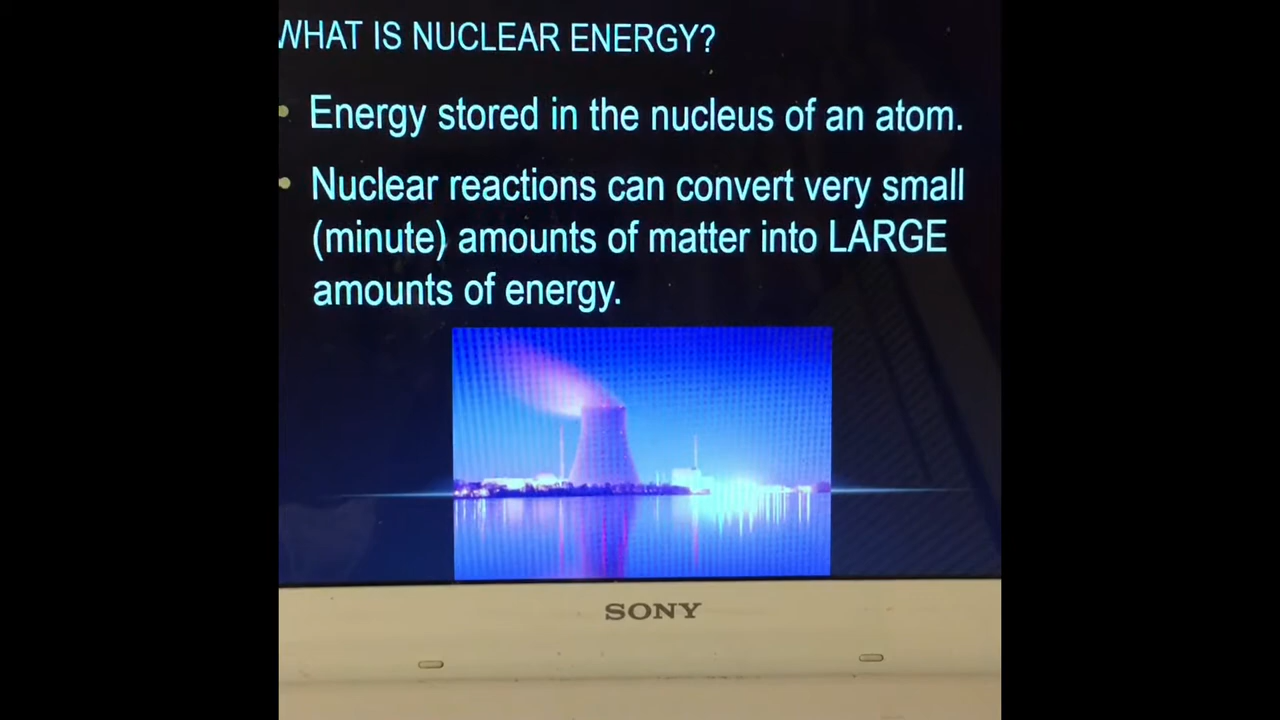 WHAT IS NUCLEAR ENERGY?
• Energy stored in the nucleus of an atom.
• Nuclear reactions can convert very small
(minute) amounts of matter into LARGE
amounts of energy.
SONY